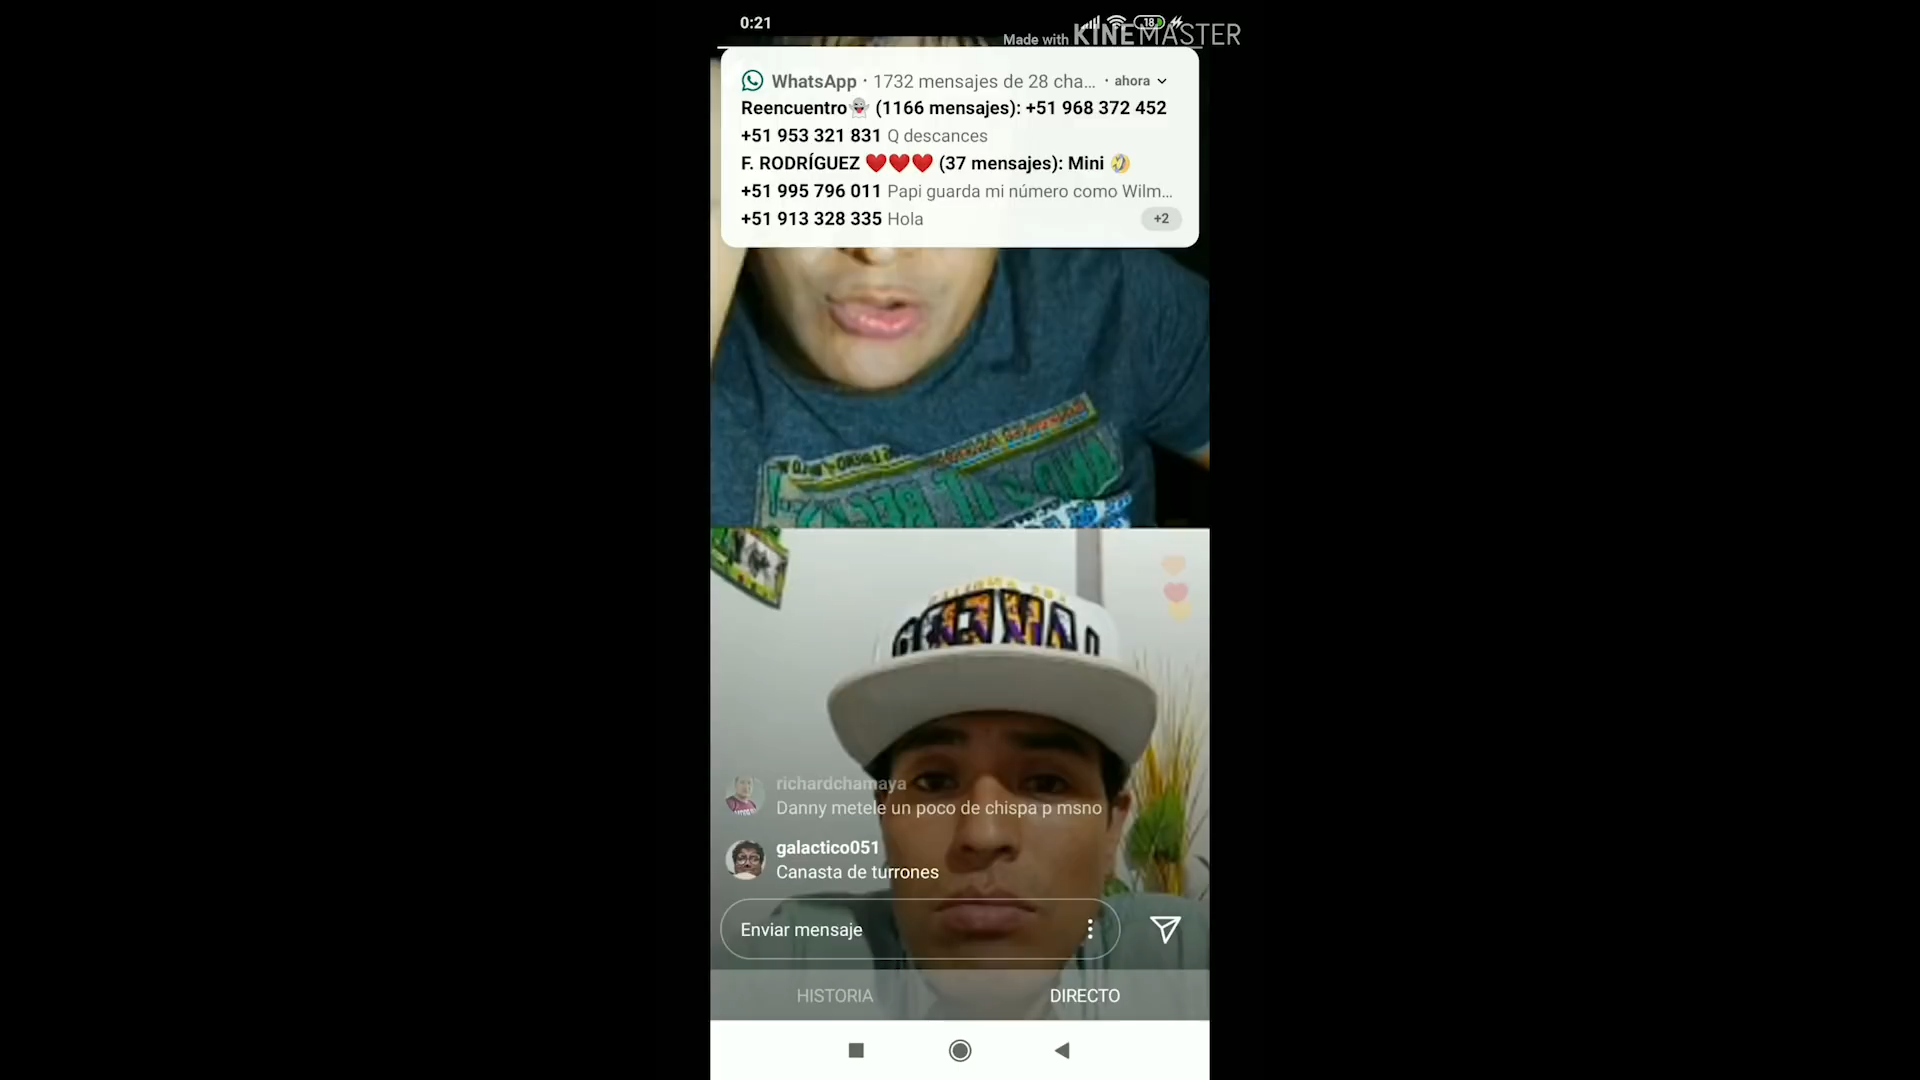 0:21
18
Made with KINEMASTER
WhatsApp · 1732 mensajes de 28 cha... · ahora
Reencuentro👻 (1166 mensajes): +51 968 372 452
+51 953 321 831 Q descances
F. RODRÍGUEZ ❤️❤️❤️ (37 mensajes): Mini 🤣
+51 995 796 011 Papi guarda mi número como Wilm...
+51 913 328 335 Hola
+2
richardchamaya
Danny metele un poco de chispa p msno
galactico051
Canasta de turrones
Enviar mensaje
HISTORIA
DIRECTO